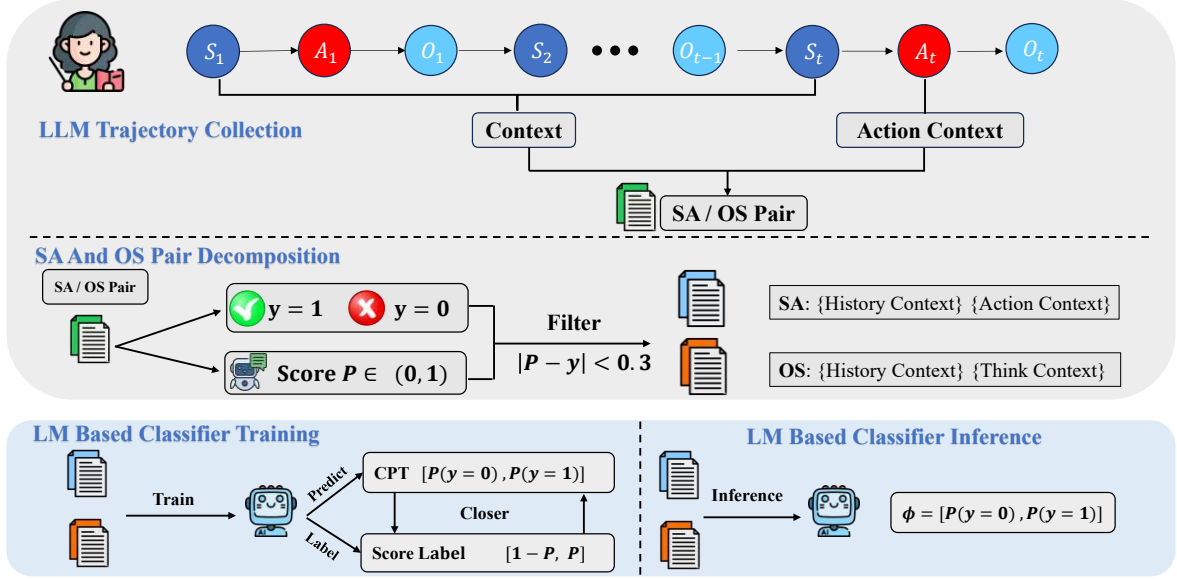 S₁ A₁ O₁ S₂ ••• Oₜ₋₁ Sₜ Aₜ Oₜ
LLM Trajectory Collection
Context
Action Context
SA / OS Pair
SA And OS Pair Decomposition
SA / OS Pair
y = 1 y = 0
Score P ∈ (0, 1)
Filter
|P − y| < 0.3
SA: {History Context} {Action Context}
OS: {History Context} {Think Context}
LM Based Classifier Training
Train
AI
Predict
Label
CPT [P(y = 0), P(y = 1)]
Closer
Score Label [1 − P, P]
LM Based Classifier Inference
Inference
AI
ϕ = [P(y = 0), P(y = 1)]